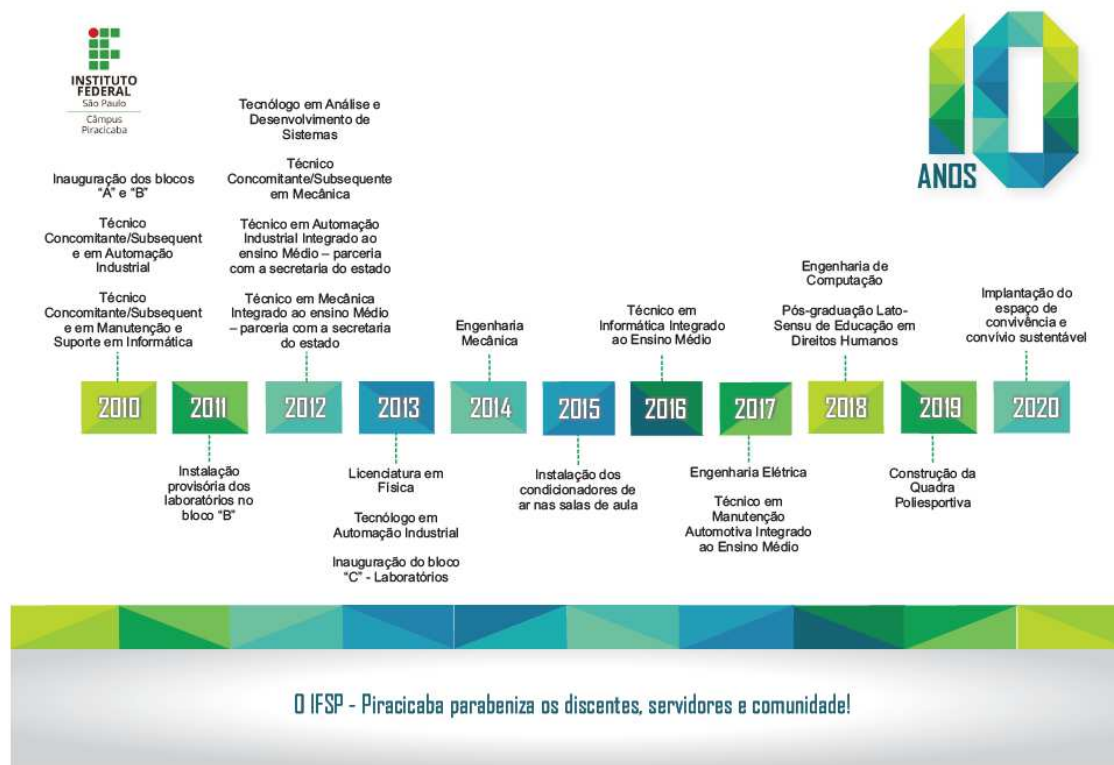 INSTITUTO
FEDERAL
São Paulo
Câmpus
Piracicaba
10
ANOS
Inauguração dos blocos
“A” e “B”
Técnico
Concomitante/Subsequent
e em Automação
Industrial
Técnico
Concomitante/Subsequent
e em Manutenção e
Suporte em Informática
Tecnólogo em Análise e
Desenvolvimento de
Sistemas
Técnico
Concomitante/Subsequente
em Mecânica
Técnico em Automação
Industrial Integrado ao
ensino Médio – parceria
com a secretaria do estado
Técnico em Mecânica
Integrado ao ensino Médio
– parceria com a secretaria
do estado
Engenharia
Mecânica
Técnico em
Informática Integrado
ao Ensino Médio
Engenharia de
Computação
Pós-graduação Lato-
Sensu de Educação em
Direitos Humanos
Implantação do
espaço de
convivência e
convívio sustentável
2010
2011
2012
2013
2014
2015
2016
2017
2018
2019
2020
Instalação
provisória dos
laboratórios no
bloco “B”
Licenciatura em
Física
Tecnólogo em
Automação Industrial
Inauguração do bloco
“C” - Laboratórios
Instalação dos
condicionadores de
ar nas salas de aula
Engenharia Elétrica
Técnico em
Manutenção
Automotiva Integrado
ao Ensino Médio
Construção da
Quadra
Poliesportiva
O IFSP - Piracicaba parabeniza os discentes, servidores e comunidade!